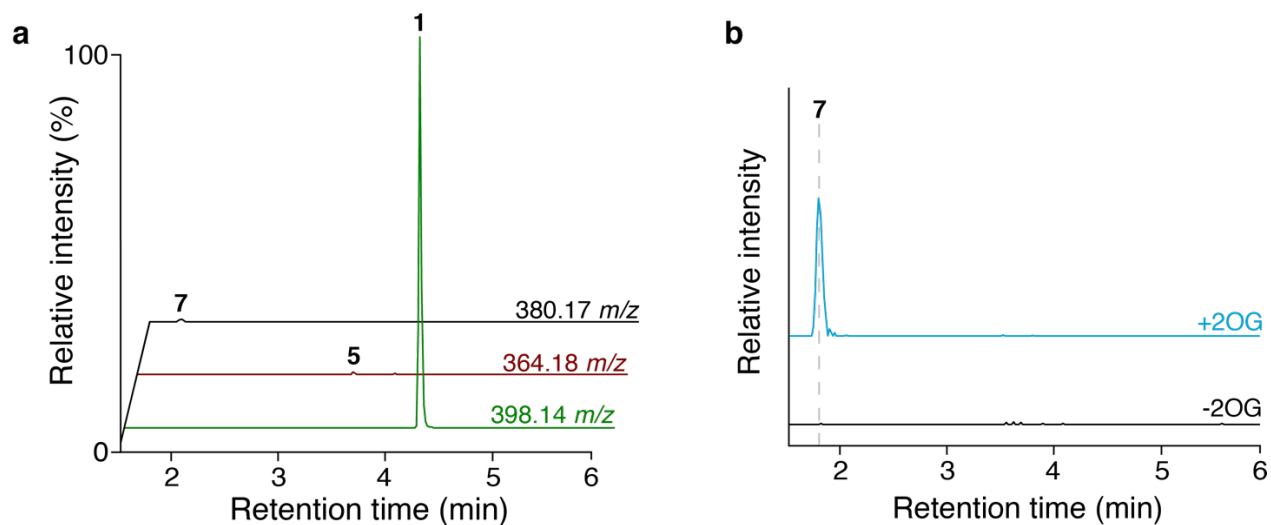 a
1
100
Relative intensity (%)
7
380.17 m/z
5
364.18 m/z
398.14 m/z
0
2 3 4 5 6
Retention time (min)
b
7
Relative intensity
+2OG
-2OG
2 3 4 5 6
Retention time (min)